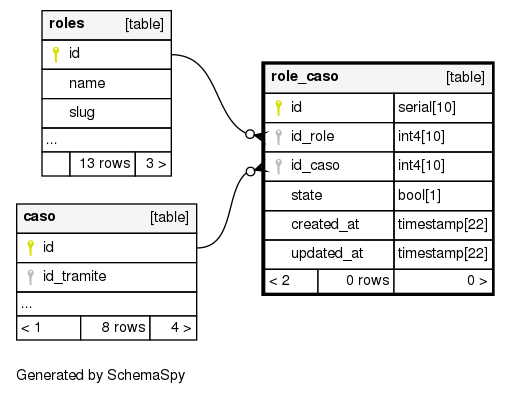 roles [table]
id
name
slug
...
13 rows 3 >
role_caso [table]
id serial[10]
id_role int4[10]
id_caso int4[10]
state bool[1]
created_at timestamp[22]
updated_at timestamp[22]
< 2 0 rows 0 >
caso [table]
id
id_tramite
...
< 1 8 rows 4 >
Generated by SchemaSpy